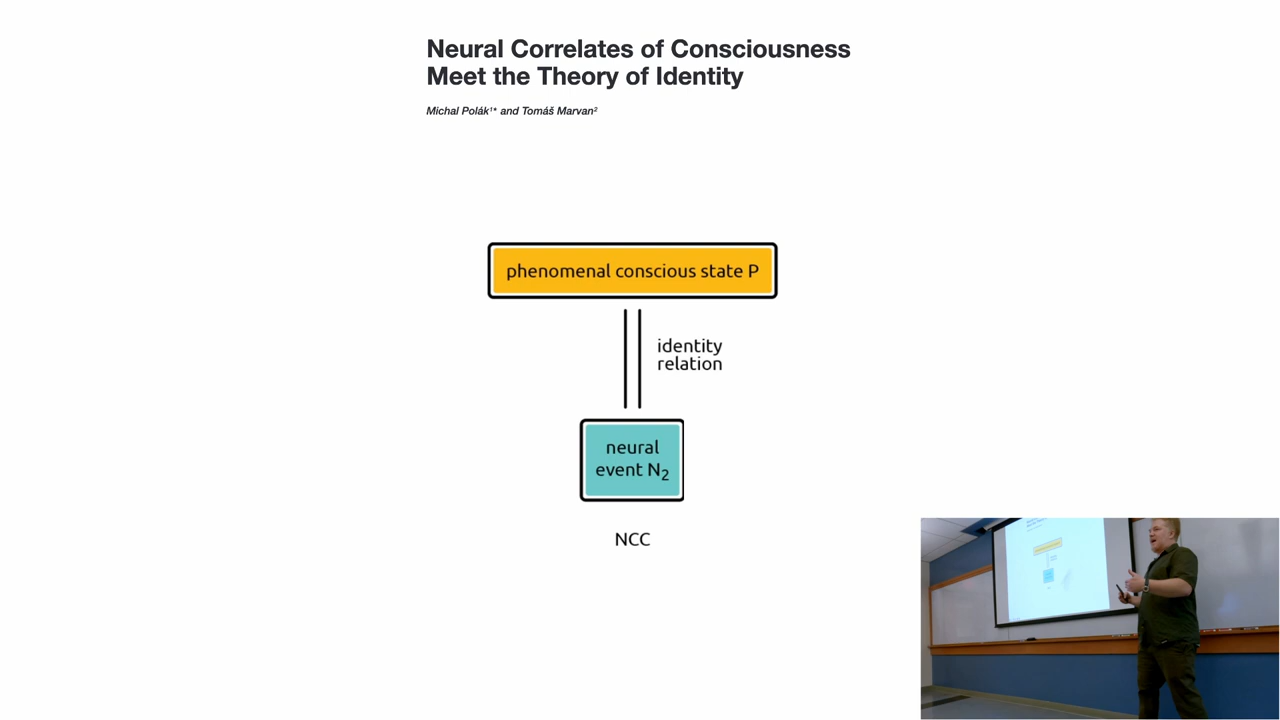 Neural Correlates of Consciousness
Meet the Theory of Identity
Michal Polák¹* and Tomáš Marvan²
phenomenal conscious state P
identity
relation
neural
event N₂
NCC